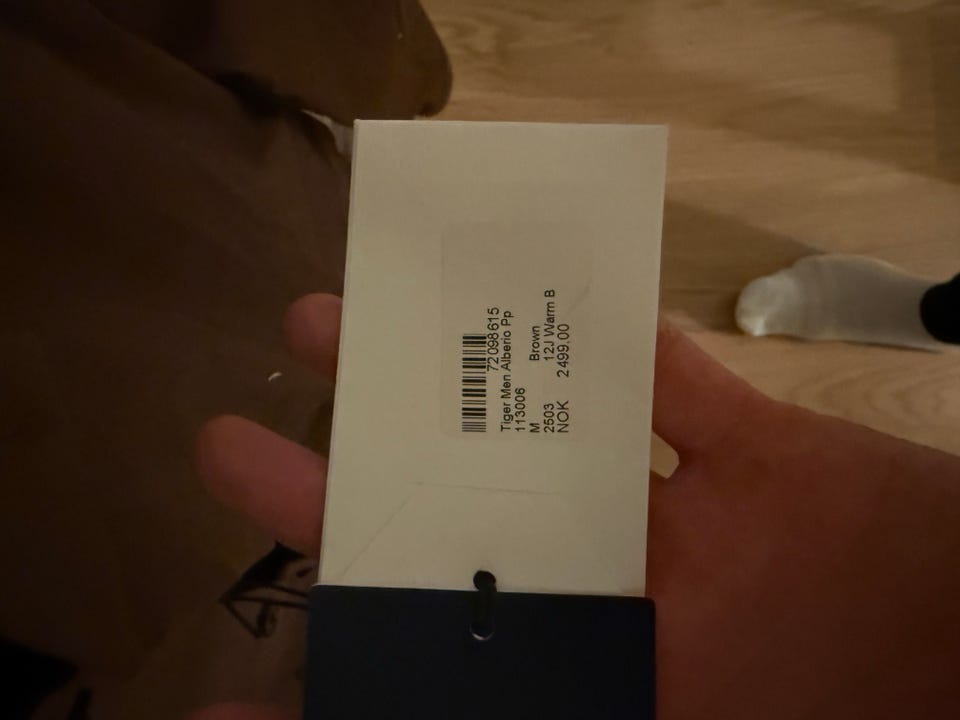 72098615
Tiger Men Alberio Pp
113006
M Brown
2503 12J Warm B
NOK 2499.00